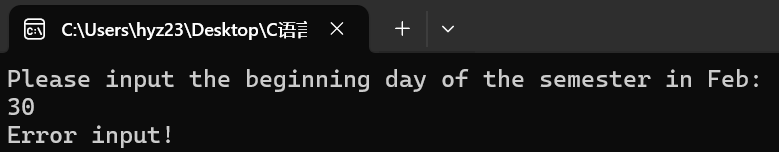 C:\Users\hyz23\Desktop\C语言
Please input the beginning day of the semester in Feb:
30
Error input!